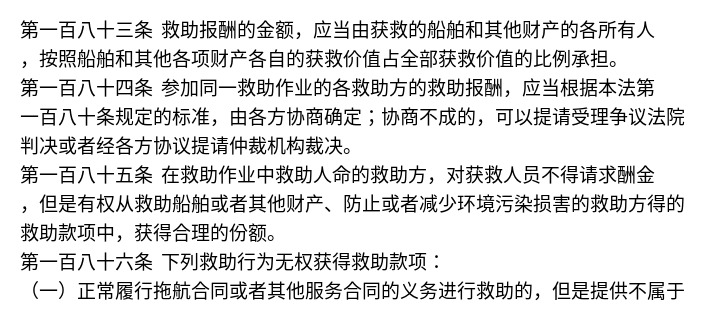 第一百八十三条 救助报酬的金额，应当由获救的船舶和其他财产的各所有人
，按照船舶和其他各项财产各自的获救价值占全部获救价值的比例承担。
第一百八十四条 参加同一救助作业的各救助方的救助报酬，应当根据本法第
一百八十条规定的标准，由各方协商确定；协商不成的，可以提请受理争议法院
判决或者经各方协议提请仲裁机构裁决。
第一百八十五条 在救助作业中救助人命的救助方，对获救人员不得请求酬金
，但是有权从救助船舶或者其他财产、防止或者减少环境污染损害的救助方得的
救助款项中，获得合理的份额。
第一百八十六条 下列救助行为无权获得救助款项：
（一）正常履行拖航合同或者其他服务合同的义务进行救助的，但是提供不属于